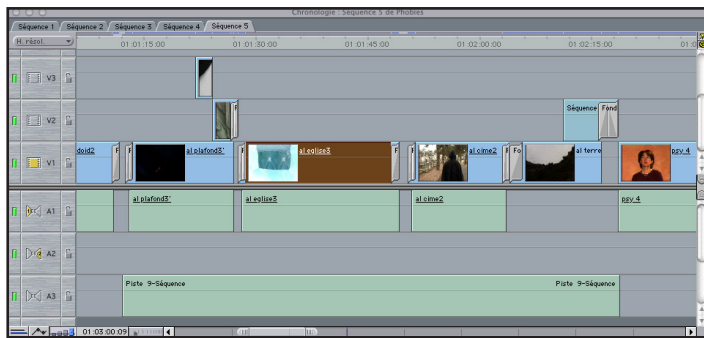 Chronologie : Séquence 5 de Phobies
Séquence 1 Séquence 2 Séquence 3 Séquence 4 Séquence 5
H. résol. 01:01:15:00 01:01:30:00 01:01:45:00 01:02:00:00 01:02:15:00 01:0
V3
V2 F Séquence Fond
V1 doid2 F F al plafond3' F al eglise3 F F al cime2 F Fo al terre psy 4
A1 al plafond3' al eglise3 al cime2 psy 4
A2
A3 Piste 9-Séquence Piste 9-Séquence
01:03:00:09